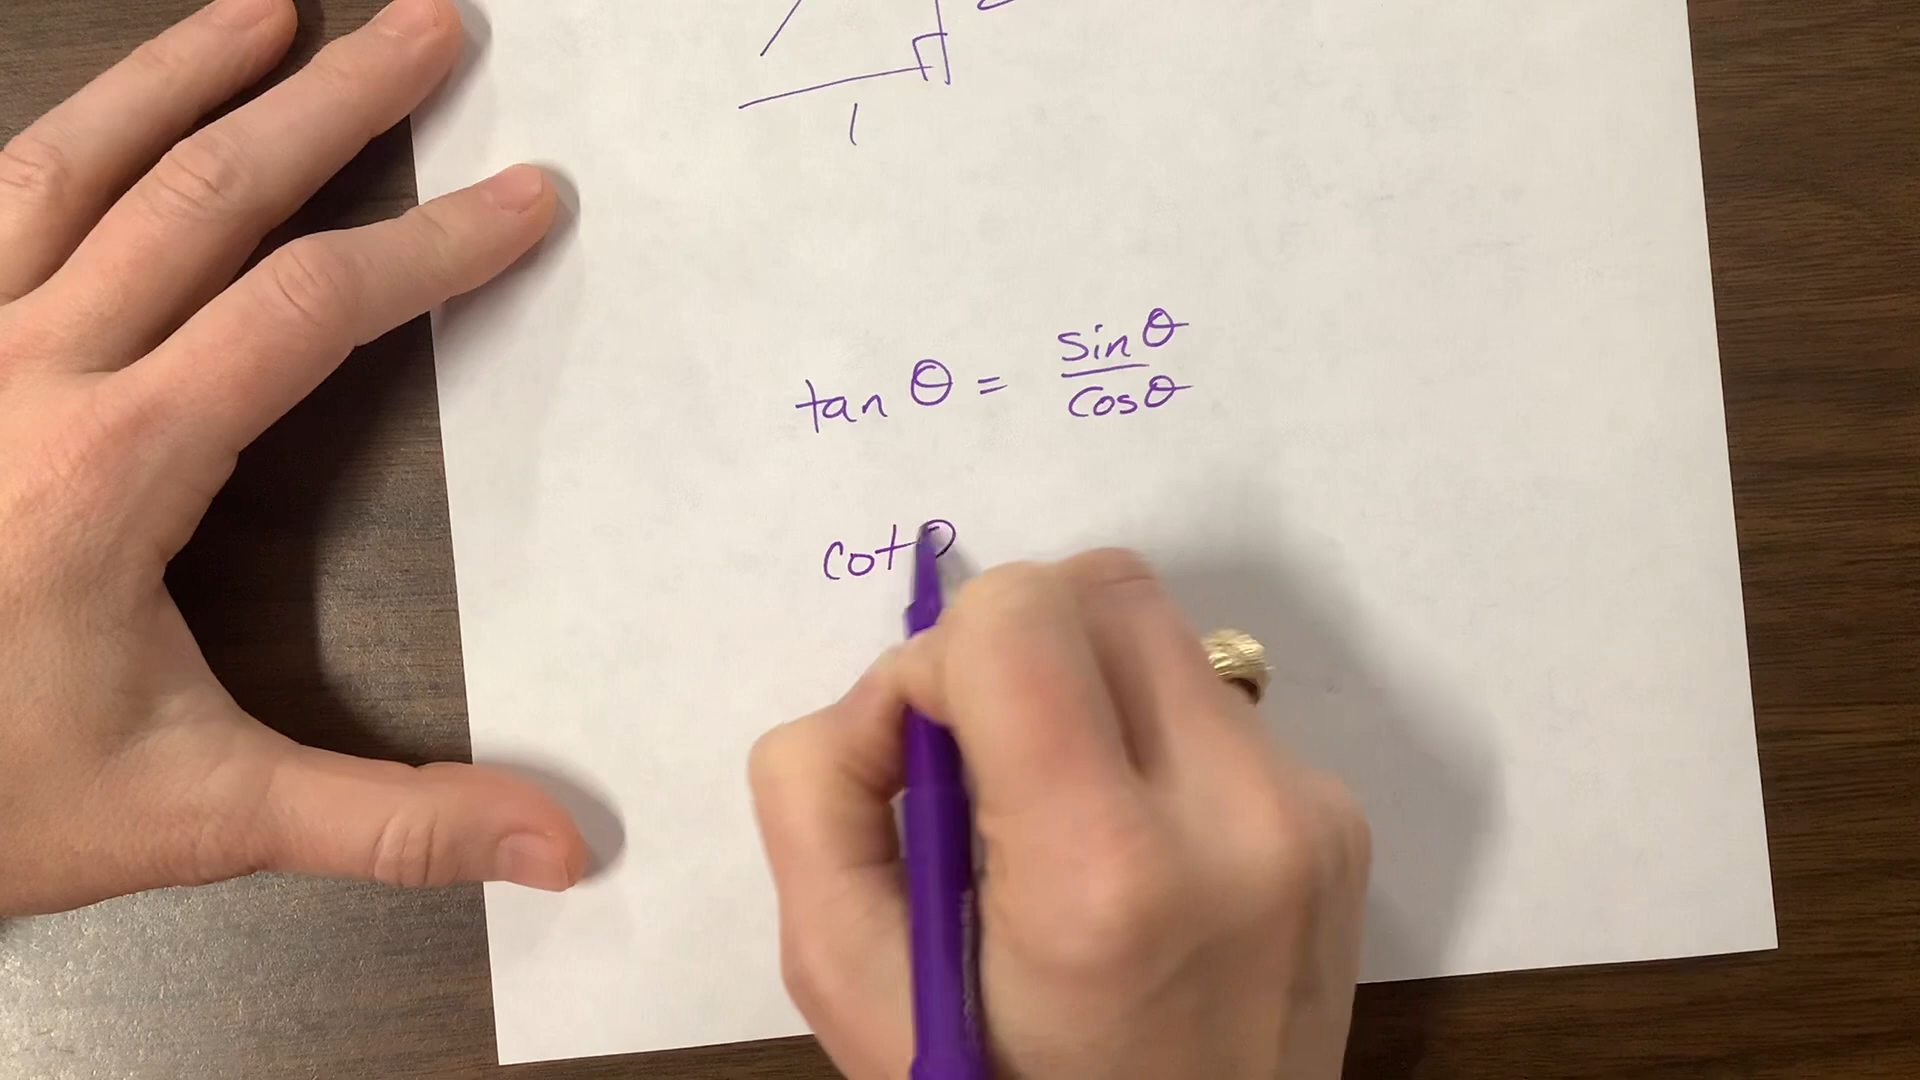 1
tan θ = sin θ / cos θ
cot θ